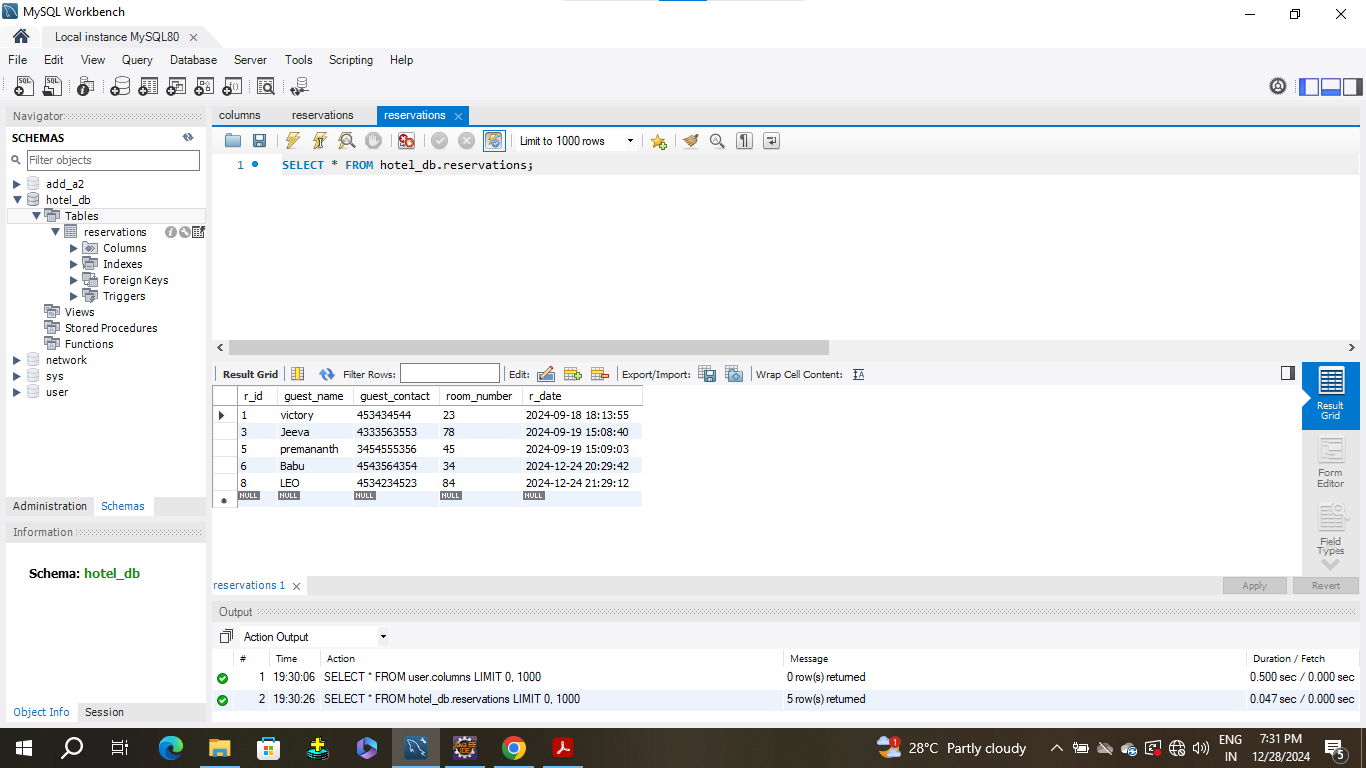 MySQL Workbench
Local instance MySQL80
File Edit View Query Database Server Tools Scripting Help
Navigator
SCHEMAS
Filter objects
add_a2
hotel_db
Tables
reservations
Columns
Indexes
Foreign Keys
Triggers
Views
Stored Procedures
Functions
network
sys
user
Administration Schemas
Information
Schema: hotel_db
Object Info Session
columns reservations reservations
Limit to 1000 rows
1 SELECT * FROM hotel_db.reservations;
Result Grid Filter Rows: Edit: Export/Import: Wrap Cell Content:
r_id guest_name guest_contact room_number r_date
1 victory 453434544 23 2024-09-18 18:13:55
3 Jeeva 4333563553 78 2024-09-19 15:08:40
5 premananth 3454555356 45 2024-09-19 15:09:03
6 Babu 4543564354 34 2024-12-24 20:29:42
8 LEO 4534234523 84 2024-12-24 21:29:12
NULL NULL NULL NULL NULL
Result
Grid
Form
Editor
Field
Types
reservations 1
Apply Revert
Output
Action Output
# Time Action Message Duration / Fetch
1 19:30:06 SELECT * FROM user.columns LIMIT 0, 1000 0 row(s) returned 0.500 sec / 0.000 sec
2 19:30:26 SELECT * FROM hotel_db.reservations LIMIT 0, 1000 5 row(s) returned 0.047 sec / 0.000 sec
28°C Partly cloudy
ENG
IN
7:31 PM
12/28/2024
5